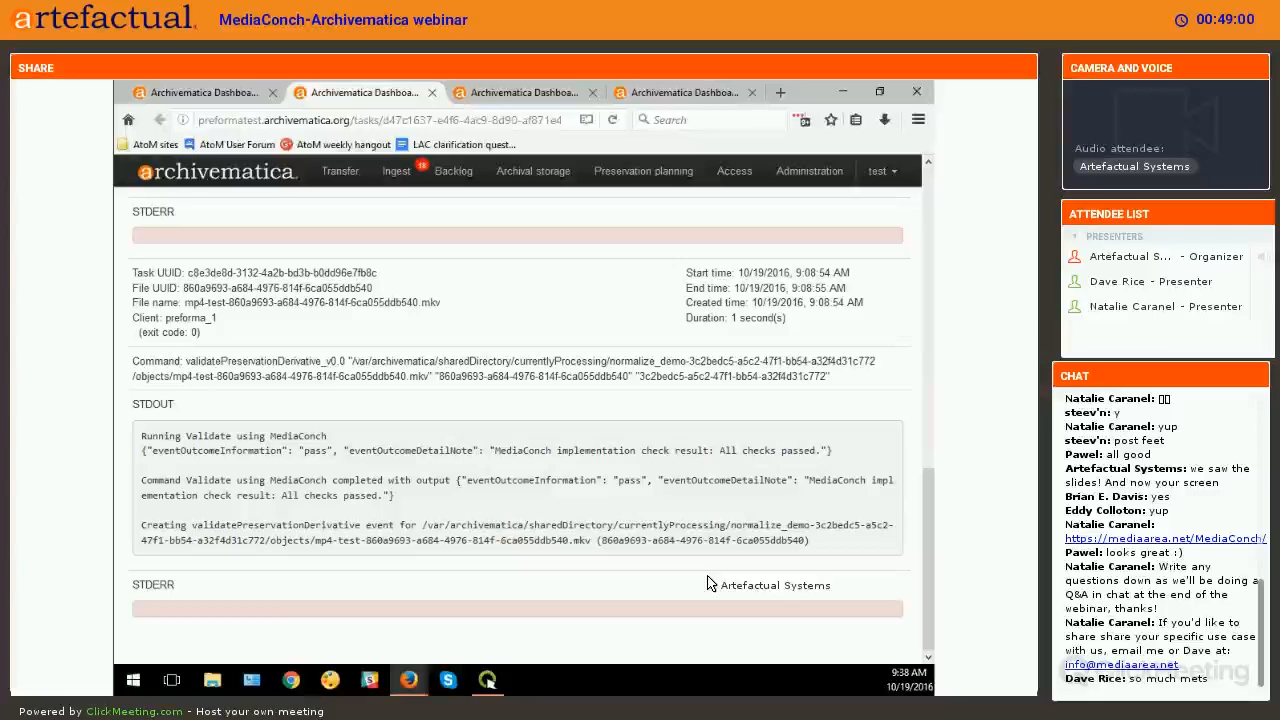 artefactual
MediaConch-Archivematica webinar
00:49:00
SHARE
Archivematica Dashboa...
Archivematica Dashboa...
Archivematica Dashboa...
Archivematica Dashboa...
preformatest.archivematica.org/tasks/d47c1637-e4f6-4ac9-8d90-af871e4
Search
AtoM sites
AtoM User Forum
AtoM weekly hangout
LAC clarification quest...
archivematica
Transfer
Ingest
18
Backlog
Archival storage
Preservation planning
Access
Administration
test
STDERR
Task UUID: c8e3de8d-3132-4a2b-bd3b-b0dd96e7fb8c
File UUID: 860a9693-a684-4976-814f-6ca055ddb540
File name: mp4-test-860a9693-a684-4976-814f-6ca055ddb540.mkv
Client: preforma_1
(exit code: 0)
Start time: 10/19/2016, 9:08:54 AM
End time: 10/19/2016, 9:08:55 AM
Created time: 10/19/2016, 9:08:54 AM
Duration: 1 second(s)
Command: validatePreservationDerivative_v0.0 "/var/archivematica/sharedDirectory/currentlyProcessing/normalize_demo-3c2bedc5-a5c2-47f1-bb54-a32f4d31c772
/objects/mp4-test-860a9693-a684-4976-814f-6ca055ddb540.mkv" "860a9693-a684-4976-814f-6ca055ddb540" "3c2bedc5-a5c2-47f1-bb54-a32f4d31c772"
STDOUT
Running Validate using MediaConch
{"eventOutcomeInformation": "pass", "eventOutcomeDetailNote": "MediaConch implementation check result: All checks passed."}
Command Validate using MediaConch completed with output {"eventOutcomeInformation": "pass", "eventOutcomeDetailNote": "MediaConch impl
ementation check result: All checks passed."}
Creating validatePreservationDerivative event for /var/archivematica/sharedDirectory/currentlyProcessing/normalize_demo-3c2bedc5-a5c2-
47f1-bb54-a32f4d31c772/objects/mp4-test-860a9693-a684-4976-814f-6ca055ddb540.mkv (860a9693-a684-4976-814f-6ca055ddb540)
STDERR
Artefactual Systems
9:38 AM
10/19/2016
CAMERA AND VOICE
Audio attendee:
Artefactual Systems
ATTENDEE LIST
PRESENTERS
Artefactual S... - Organizer
Dave Rice - Presenter
Natalie Caranel - Presenter
CHAT
Natalie Caranel:
steev'n: y
Natalie Caranel: yup
steev'n: post feet
Pawel: all good
Artefactual Systems: we saw the
slides! And now your screen
Brian E. Davis: yes
Eddy Colloton: yup
Natalie Caranel:
https://mediaarea.net/MediaConch/
Pawel: looks great :)
Natalie Caranel: Write any
questions down as we'll be doing a
Q&A in chat at the end of the
webinar, thanks!
Natalie Caranel: If you'd like to
share share your specific use case
with us, email me or Dave at:
info@mediaarea.net
Dave Rice: so much mets
ClickMeeting
Powered by ClickMeeting.com - Host your own meeting